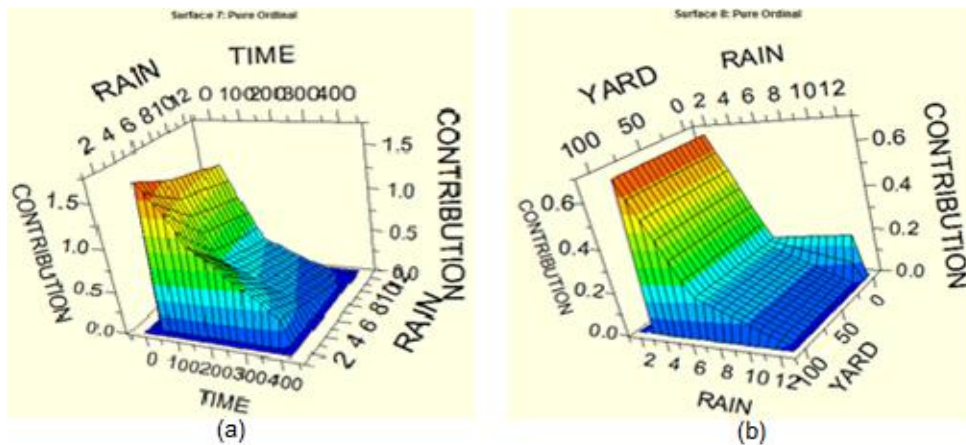 Surface 7: Pure Ordinal
RAIN
TIME
2 4 6 8 10 12
0 100 200 300 400
CONTRIBUTION
1.5
1.0
0.5
0.0
CONTRIBUTION
1.5
1.0
0.5
RAIN
2 4 6 8 10
0 100 200 300 400
TIME
(a)
Surface 8: Pure Ordinal
YARD
RAIN
100 50 0
2 4 6 8 10 12
CONTRIBUTION
0.6
0.4
0.2
0.0
CONTRIBUTION
0.6
0.4
0.2
0.0
YARD
0
50
100
2 4 6 8 10 12
RAIN
(b)